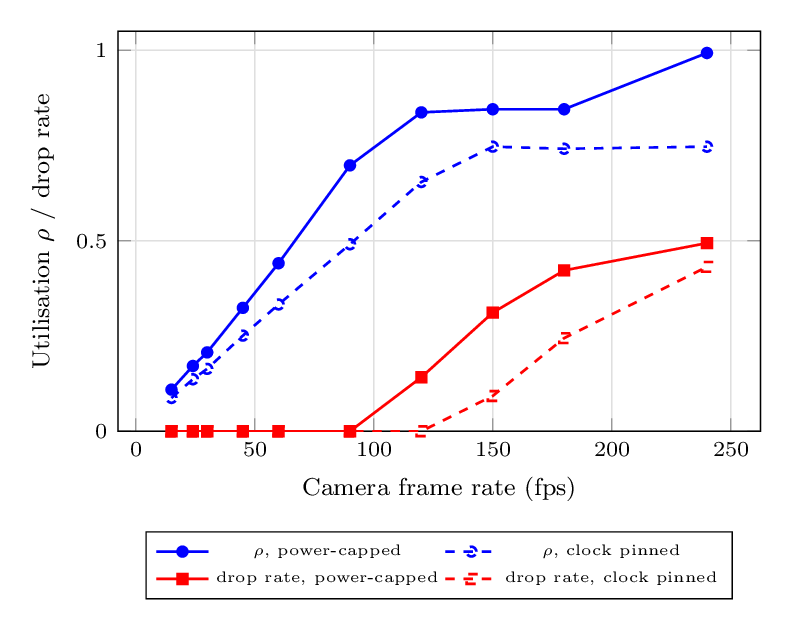 Utilisation ρ / drop rate
1
0.5
0
0 50 100 150 200 250
Camera frame rate (fps)
ρ, power-capped ρ, clock pinned
drop rate, power-capped drop rate, clock pinned